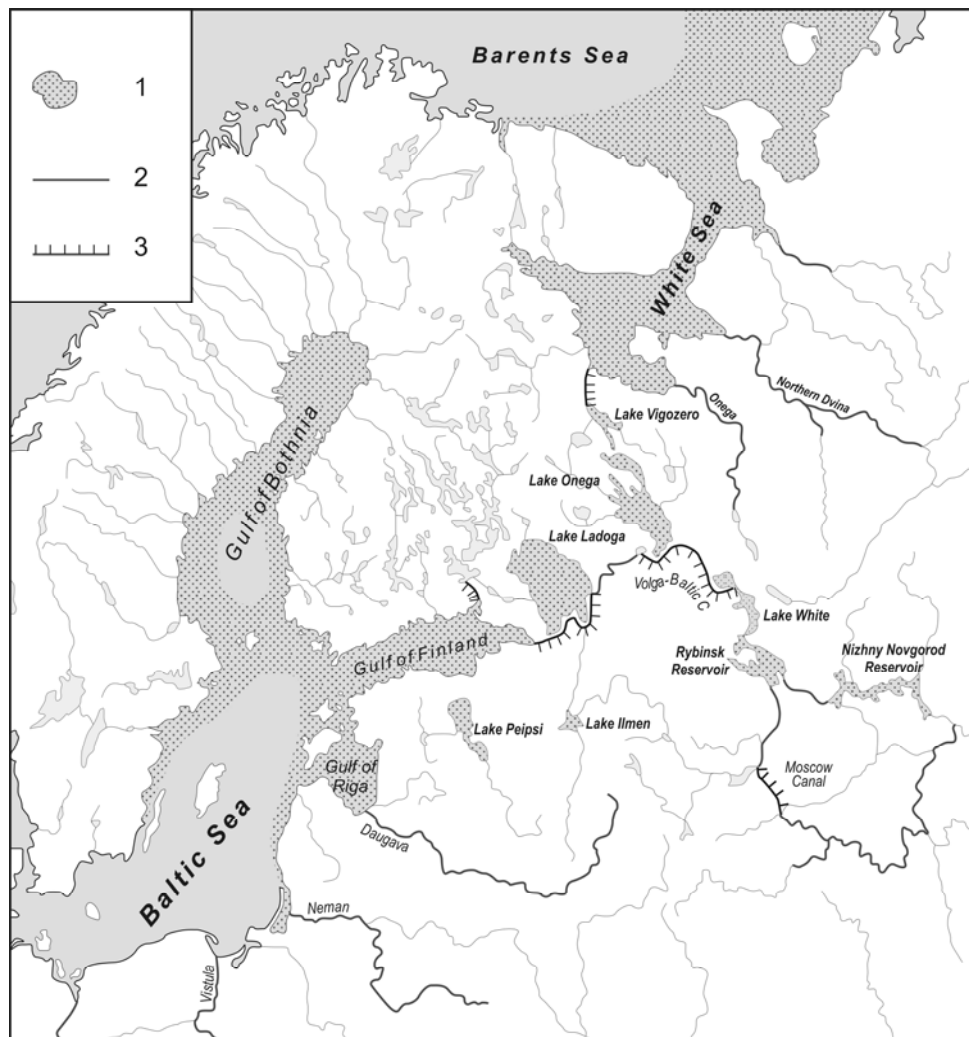 Barents Sea
1
2
3
White Sea
Northern Dvina
Onega
Lake Vigozero
Gulf of Bothnia
Lake Onega
Lake Ladoga
Volga-Baltic C
Lake White
Gulf of Finland
Rybinsk
Reservoir
Nizhny Novgorod
Reservoir
Lake Peipsi
Lake Ilmen
Gulf of
Riga
Moscow
Canal
Baltic Sea
Daugava
Neman
Vistula